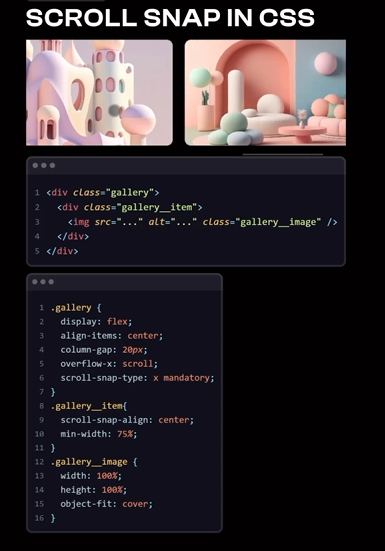 SCROLL SNAP IN CSS
1 <div class="gallery">
2 <div class="gallery__item">
3 <img src="..." alt="..." class="gallery__image" />
4 </div>
5 </div>
1 .gallery {
2 display: flex;
3 align-items: center;
4 column-gap: 20px;
5 overflow-x: scroll;
6 scroll-snap-type: x mandatory;
7 }
8 .gallery__item{
9 scroll-snap-align: center;
10 min-width: 75%;
11 }
12 .gallery__image {
13 width: 100%;
14 height: 100%;
15 object-fit: cover;
16 }